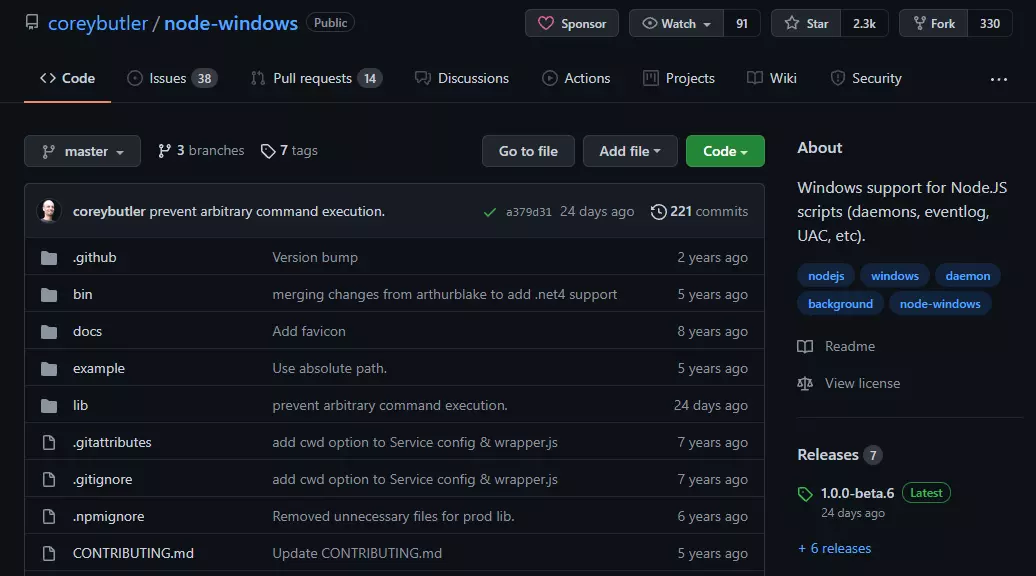 coreybutler / node-windows Public Sponsor Watch 91 Star 2.3k Fork 330
Code Issues 38 Pull requests 14 Discussions Actions Projects Wiki Security ...
master 3 branches 7 tags Go to file Add file Code
coreybutler prevent arbitrary command execution. a379d31 24 days ago 221 commits
.github Version bump 2 years ago
bin merging changes from arthurblake to add .net4 support 5 years ago
docs Add favicon 8 years ago
example Use absolute path. 5 years ago
lib prevent arbitrary command execution. 24 days ago
.gitattributes add cwd option to Service config & wrapper.js 7 years ago
.gitignore add cwd option to Service config & wrapper.js 7 years ago
.npmignore Removed unnecessary files for prod lib. 6 years ago
CONTRIBUTING.md Update CONTRIBUTING.md 5 years ago
About
Windows support for Node.JS
scripts (daemons, eventlog,
UAC, etc).
nodejs windows daemon
background node-windows
Readme
View license
Releases 7
1.0.0-beta.6 Latest
24 days ago
+ 6 releases